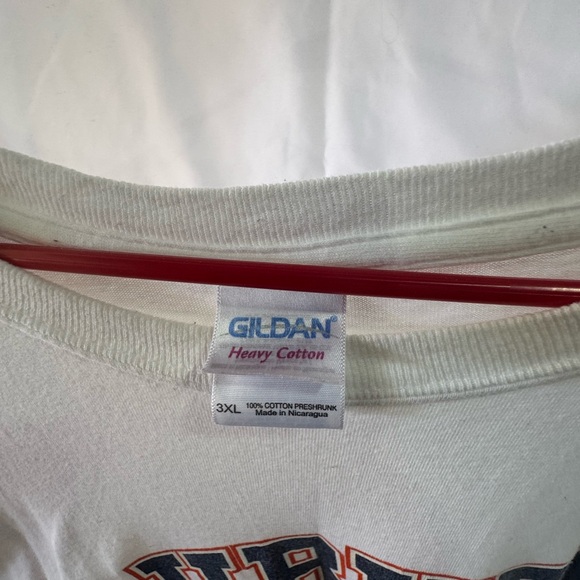 GILDAN®
Heavy Cotton
3XL 100% COTTON PRESHRUNK
Made in Nicaragua